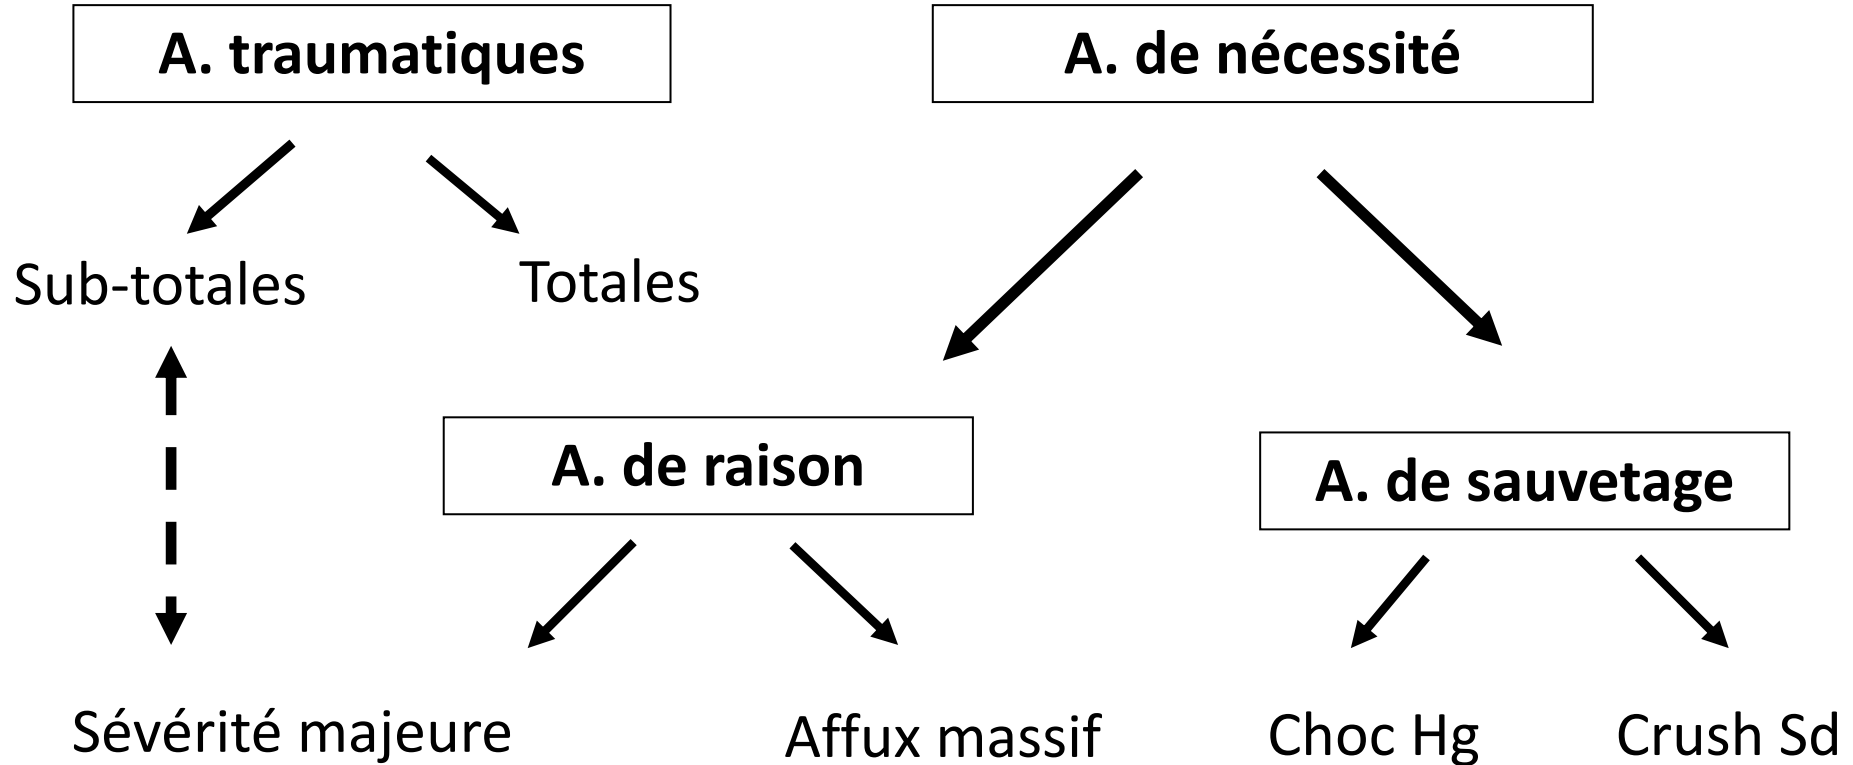 A. traumatiques
A. de nécessité
Sub-totales
Totales
A. de raison
A. de sauvetage
Sévérité majeure
Affux massif
Choc Hg
Crush Sd